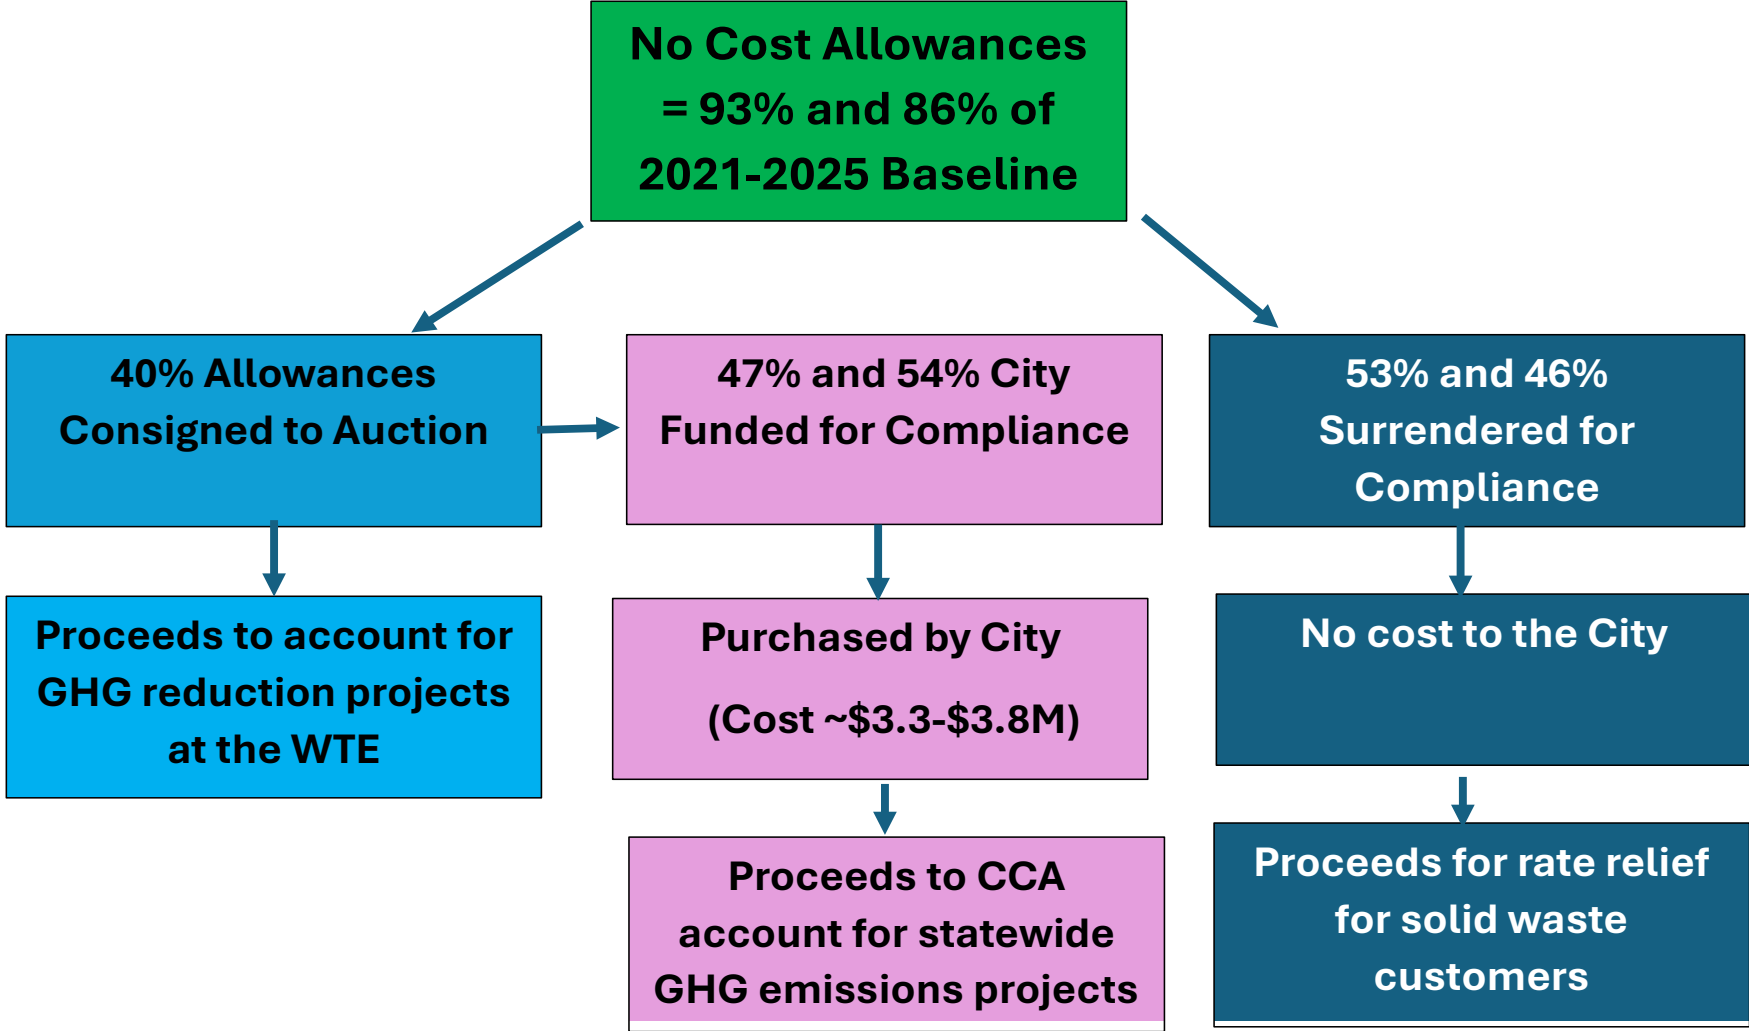 No Cost Allowances
= 93% and 86% of
2021-2025 Baseline
40% Allowances
Consigned to Auction
47% and 54% City
Funded for Compliance
53% and 46%
Surrendered for
Compliance
Proceeds to account for
GHG reduction projects
at the WTE
Purchased by City
(Cost ~$3.3-$3.8M)
No cost to the City
Proceeds to CCA
account for statewide
GHG emissions projects
Proceeds for rate relief
for solid waste
customers